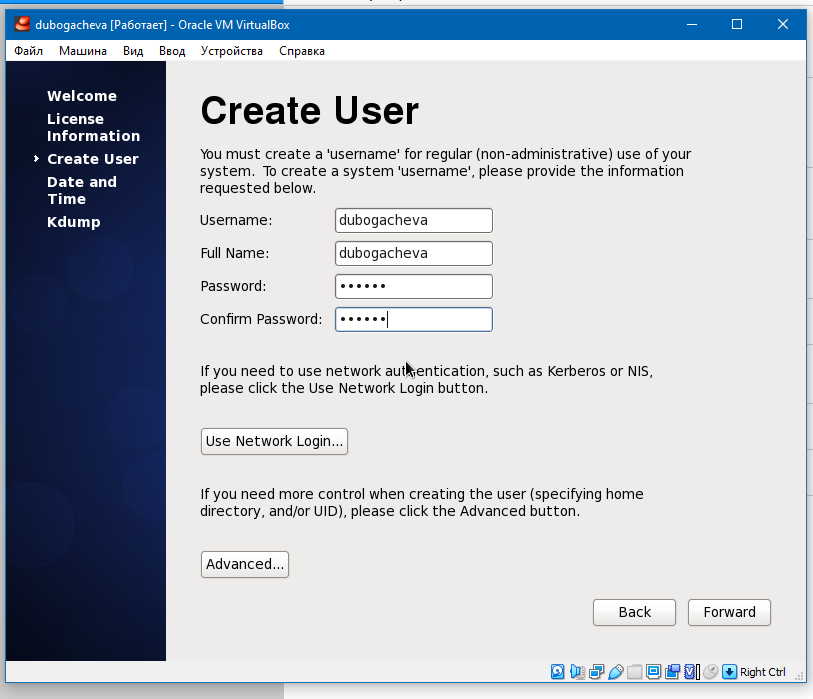 dubogacheva [Работает] - Oracle VM VirtualBox
Файл Машина Вид Ввод Устройства Справка
Welcome
License
Information
Create User
Date and
Time
Kdump
Create User
You must create a 'username' for regular (non-administrative) use of your
system.  To create a system 'username', please provide the information
requested below.
Username: dubogacheva
Full Name: dubogacheva
Password: ••••••
Confirm Password: ••••••
If you need to use network authentication, such as Kerberos or NIS,
please click the Use Network Login button.
Use Network Login...
If you need more control when creating the user (specifying home
directory, and/or UID), please click the Advanced button.
Advanced...
Back Forward
Right Ctrl